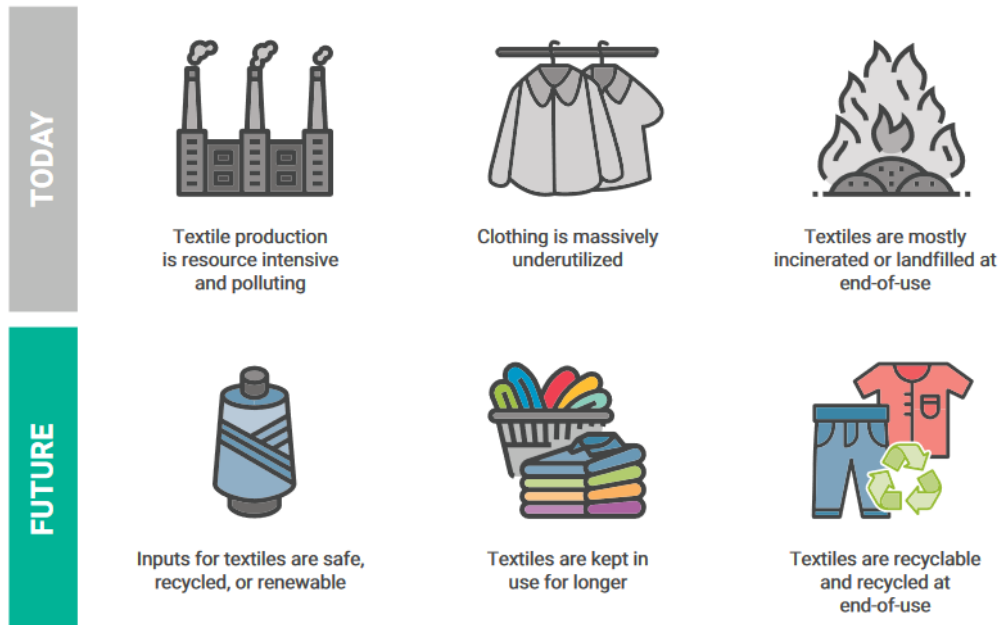 TODAY
Textile production
is resource intensive
and polluting
Clothing is massively
underutilized
Textiles are mostly
incinerated or landfilled at
end-of-use
FUTURE
Inputs for textiles are safe,
recycled, or renewable
Textiles are kept in
use for longer
Textiles are recyclable
and recycled at
end-of-use